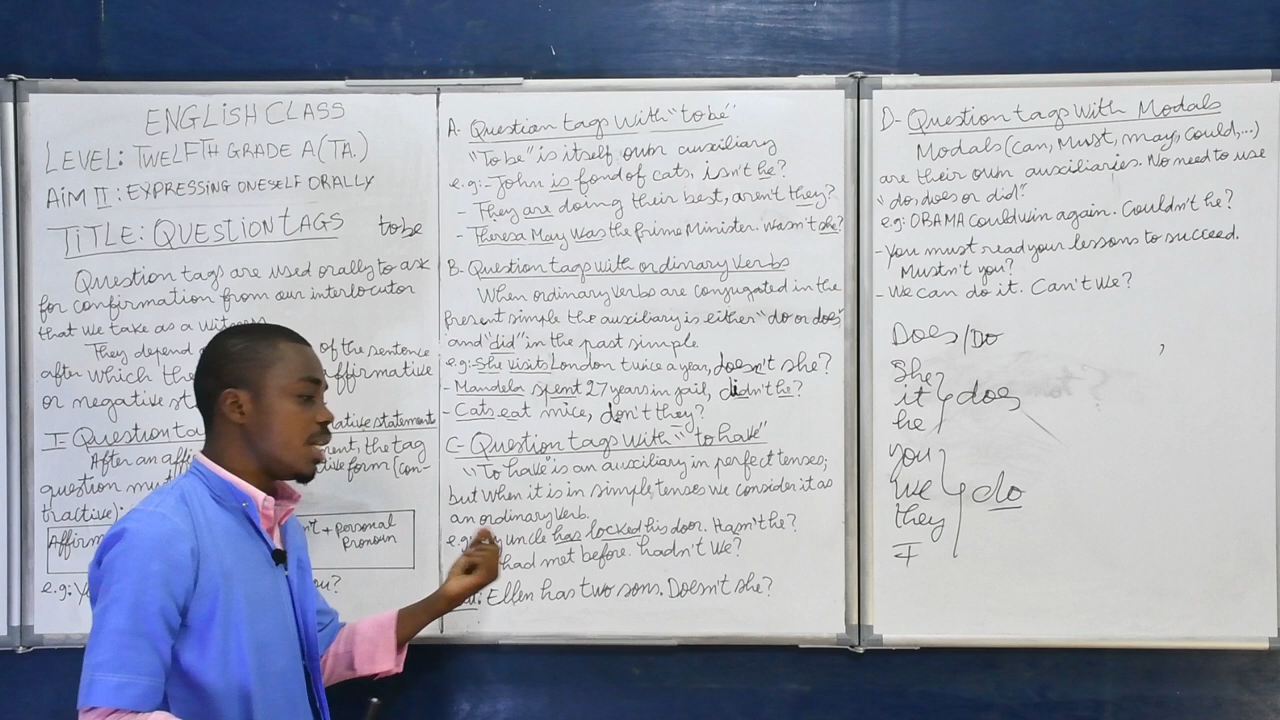 ENGLISH CLASS
LEVEL: TWELFTH GRADE A (TA.)
AIM II : EXPRESSING ONESELF ORALLY
TITLE: QUESTION TAGS to be
Question tags are used orally to ask
for confirmation from our interlocutor
that we take as a witness
They depend of the sentence
after which the affirmative
or negative st
I- Question ta ative statement
After an affi ent, the tag
question mu ive form (con-
tractive):
Affirm n't + personal
pronoun
e.g: Y ou?
A- Question tags with "to be"
"To be" is itself own auxiliary
e.g:- John is fond of cats, isn't he?
- They are doing their best, aren't they?
- Theresa May was the prime Minister. Wasn't she?
B- Question tags with ordinary verbs
When ordinary verbs are conjugated in the
present simple the auxiliary is either "do or does"
and "did" in the past simple
e.g:- She visits London twice a year, doesn't she?
- Mandela spent 27 years in jail, didn't he?
- Cats eat mice, don't they?
C- Question tags with "to have"
"To have" is an auxiliary in perfect tenses;
but when it is in simple tenses we consider it as
an ordinary verb.
e.g: uncle has locked his door. Hasn't he?
had met before. hadn't we?
: Ellen has two sons. Doesn't she?
D- Question tags with Modals
Modals (can, Must, may, could,...)
are their own auxiliaries. No need to use
"do, does or did".
e.g: OBAMA could win again. Couldn't he?
- You must read your lessons to succeed.
Mustn't you?
- We can do it. Can't we?
Does/Do
She
it does
he
you
we do
they
I